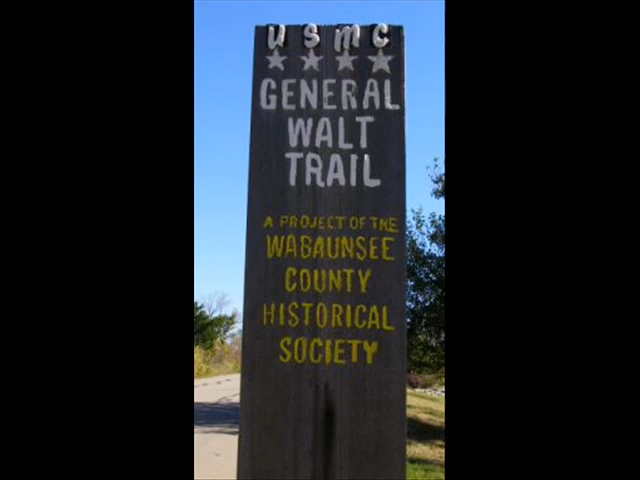 USMC
GENERAL
WALT
TRAIL
A PROJECT OF THE
WABAUNSEE
COUNTY
HISTORICAL
SOCIETY